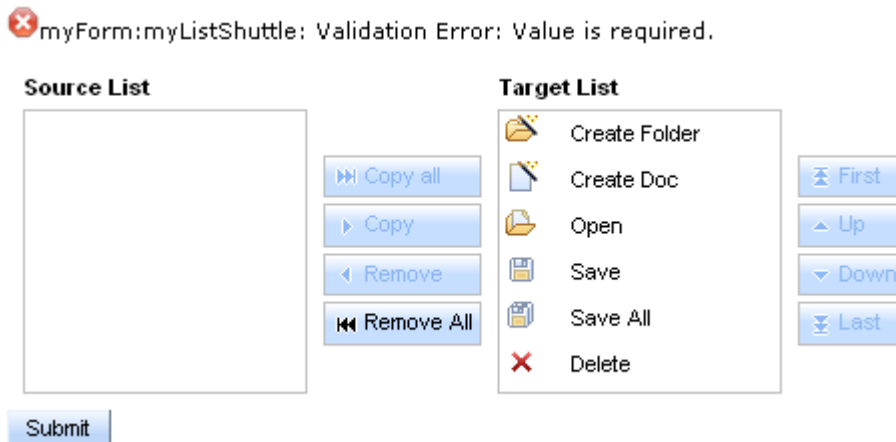 myForm:myListShuttle: Validation Error: Value is required.
Source List
Target List
Copy all
Copy
Remove
Remove All
Create Folder
Create Doc
Open
Save
Save All
Delete
First
Up
Down
Last
Submit